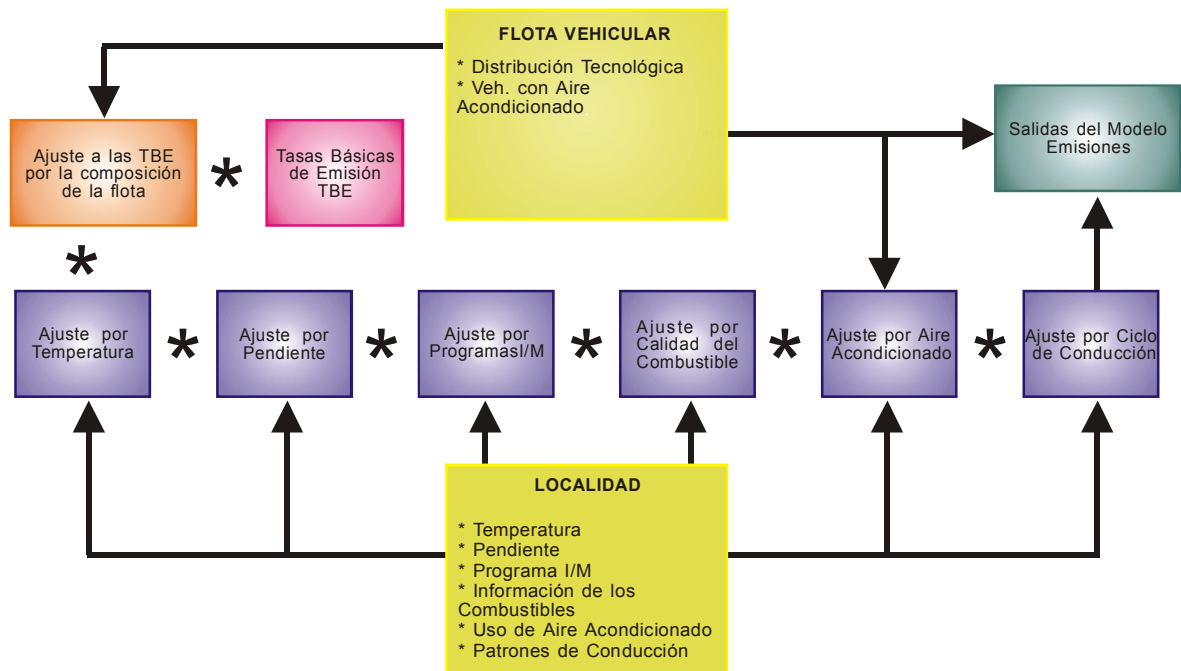 FLOTA VEHICULAR
* Distribución Tecnológica
* Veh. con Aire
Acondicionado
Ajuste a las TBE
por la composición
de la flota
*
Tasas Básicas
de Emisión
TBE
Salidas del Modelo
Emisiones
*
Ajuste por
Temperatura
*
Ajuste por
Pendiente
*
Ajuste por
ProgramasI/M
*
Ajuste por
Calidad del
Combustible
*
Ajuste por Aire
Acondicionado
*
Ajuste por Ciclo
de Conducción
LOCALIDAD
* Temperatura
* Pendiente
* Programa I/M
* Información de los
Combustibles
* Uso de Aire Acondicionado
* Patrones de Conducción